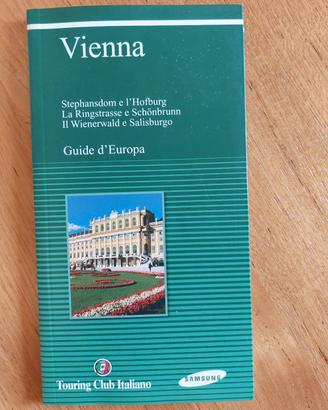 Vienna
Stephansdom e l'Hofburg
La Ringstrasse e Schönbrunn
Il Wienerwald e Salisburgo
Guide d'Europa
Touring Club Italiano
SAMSUNG